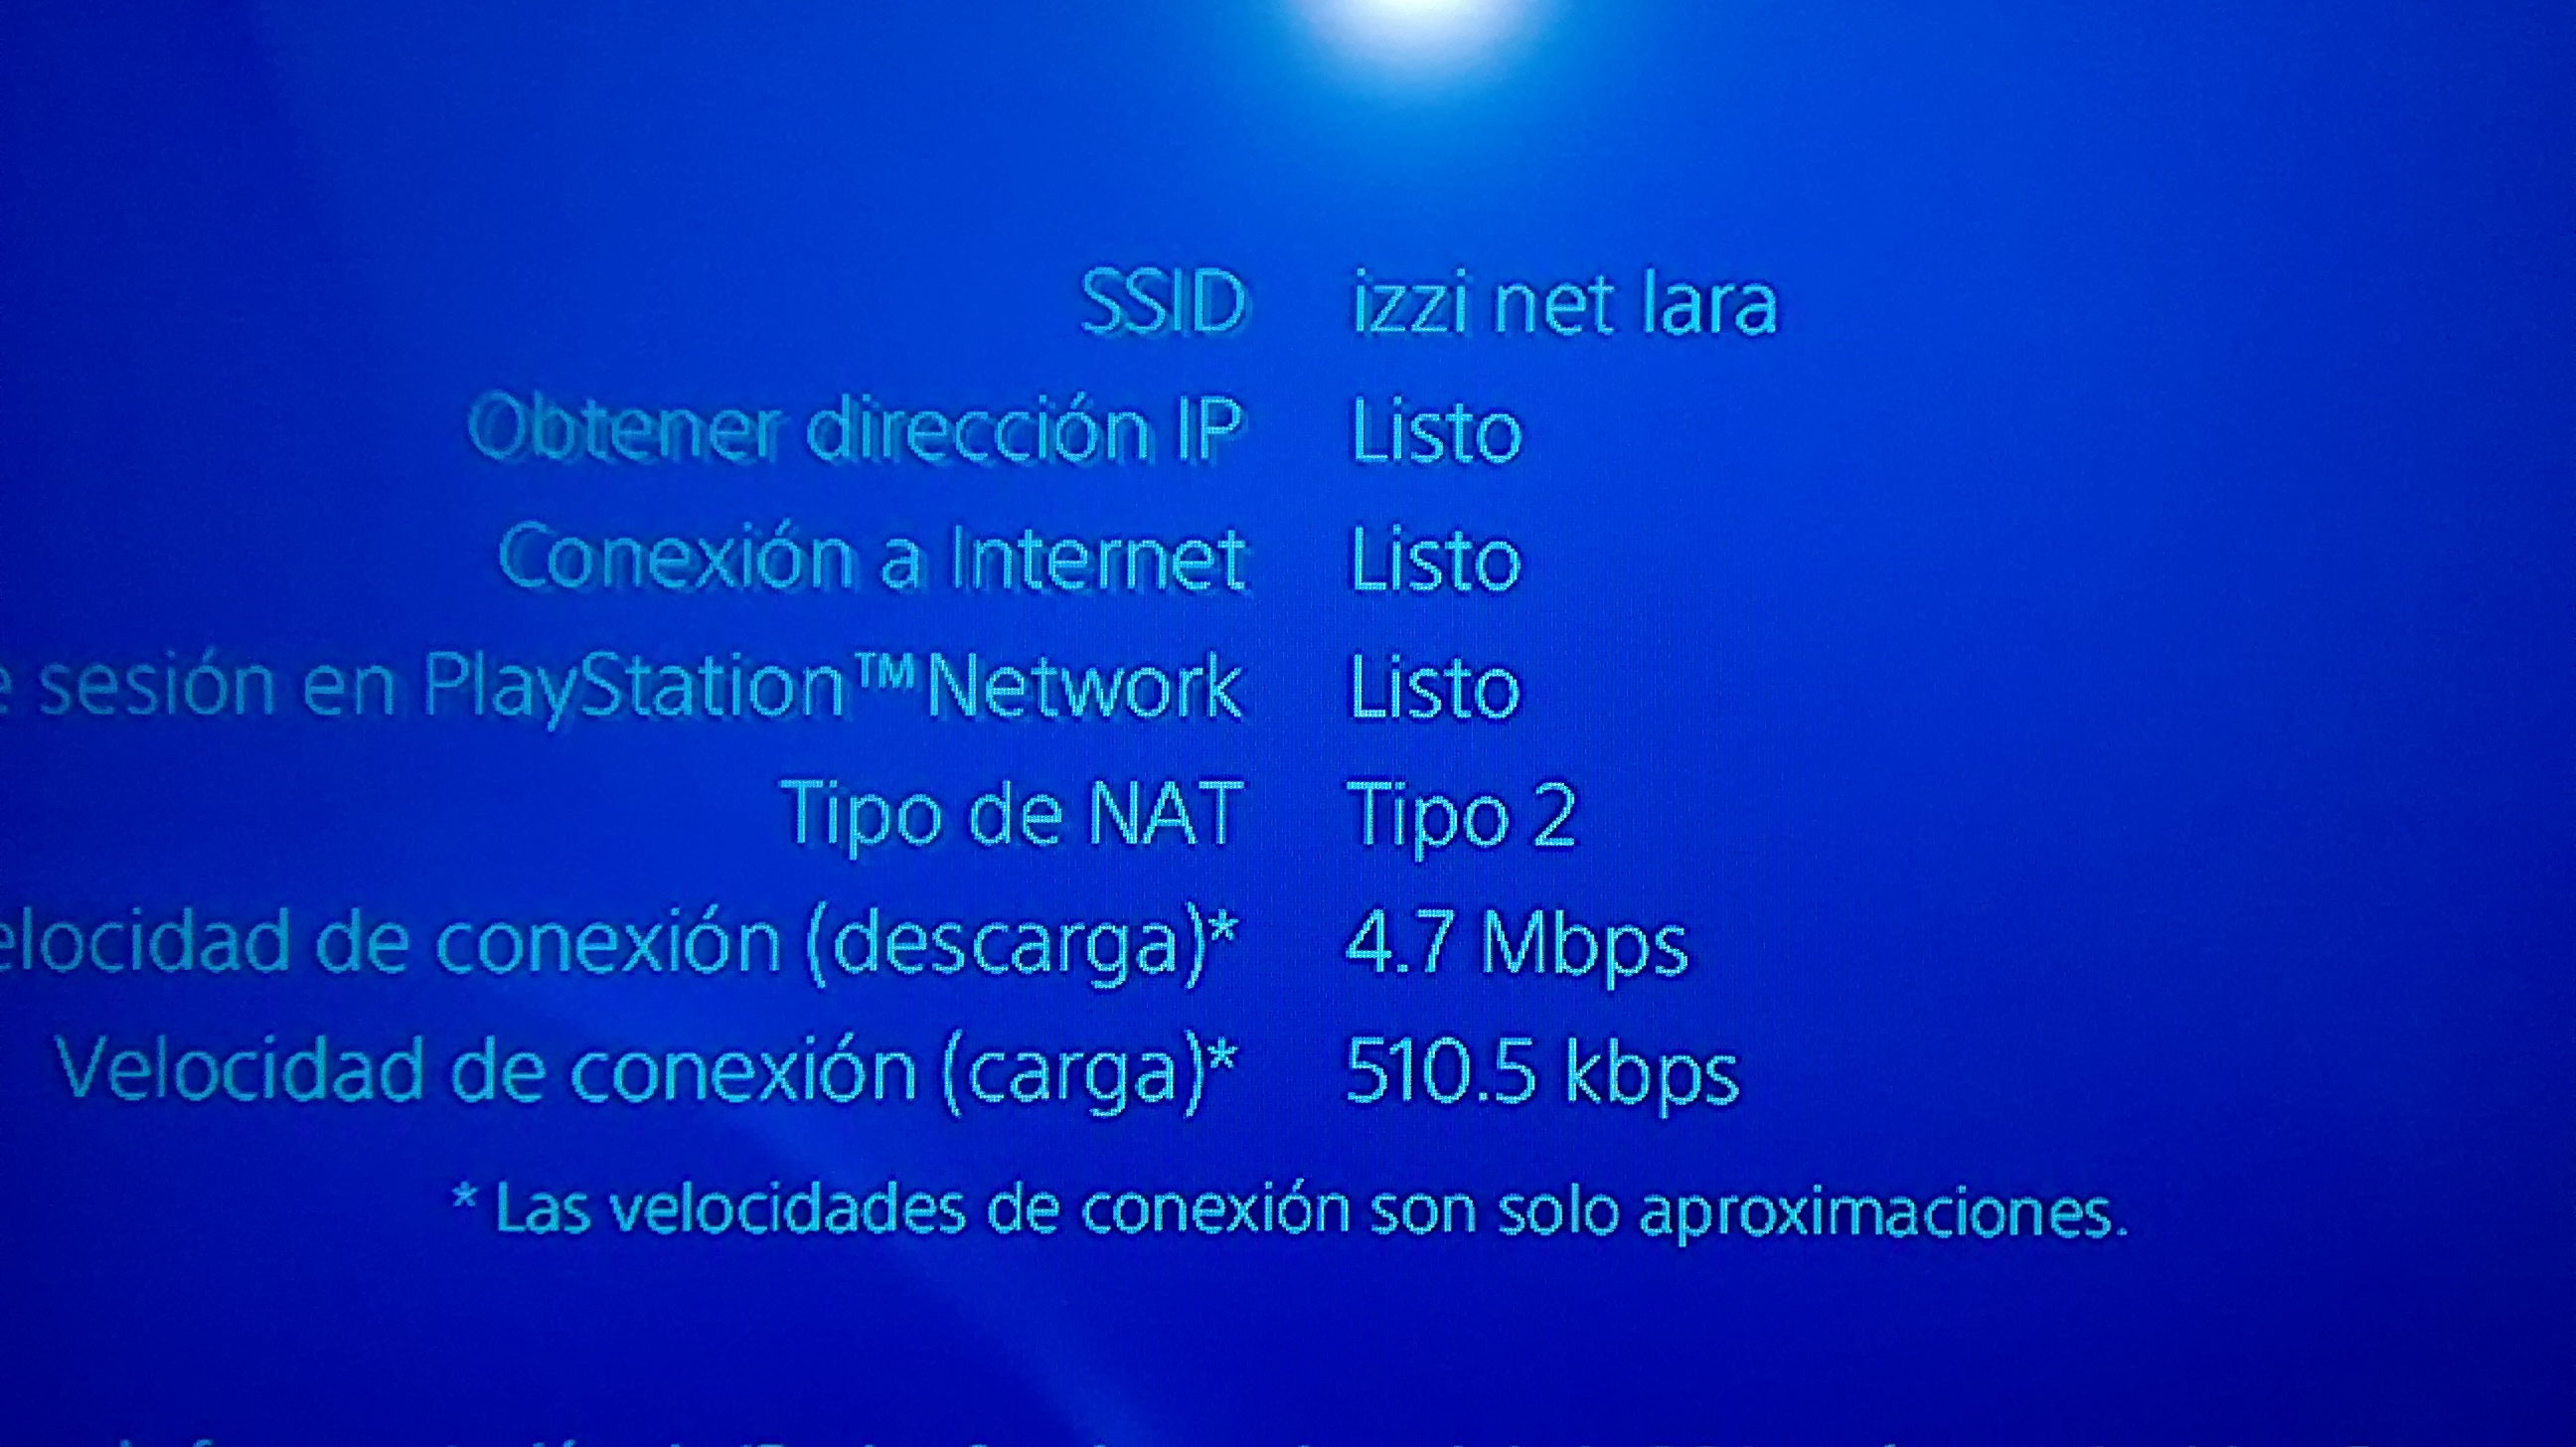 SSID izzi net lara
Obtener dirección IP Listo
Conexión a Internet Listo
sesión en PlayStation™Network Listo
Tipo de NAT Tipo 2
elocidad de conexión (descarga)* 4.7 Mbps
Velocidad de conexión (carga)* 510.5 kbps
* Las velocidades de conexión son solo aproximaciones.